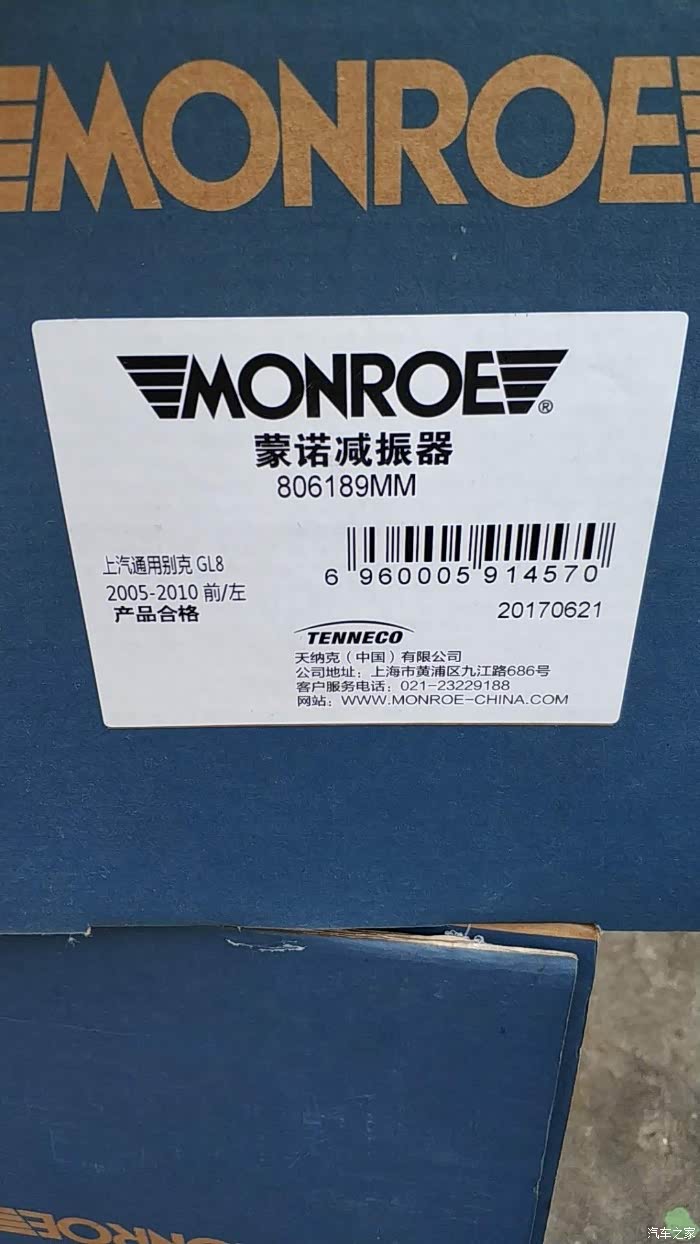 MONROE
MONROE®
蒙诺减振器
806189MM
上汽通用别克 GL8
2005-2010 前/左
产品合格
6 960005 914570
20170621
TENNECO
天纳克（中国）有限公司
公司地址：上海市黄浦区九江路686号
客户服务电话：021-23229188
网站：WWW.MONROE-CHINA.COM
MONROE
汽车之家